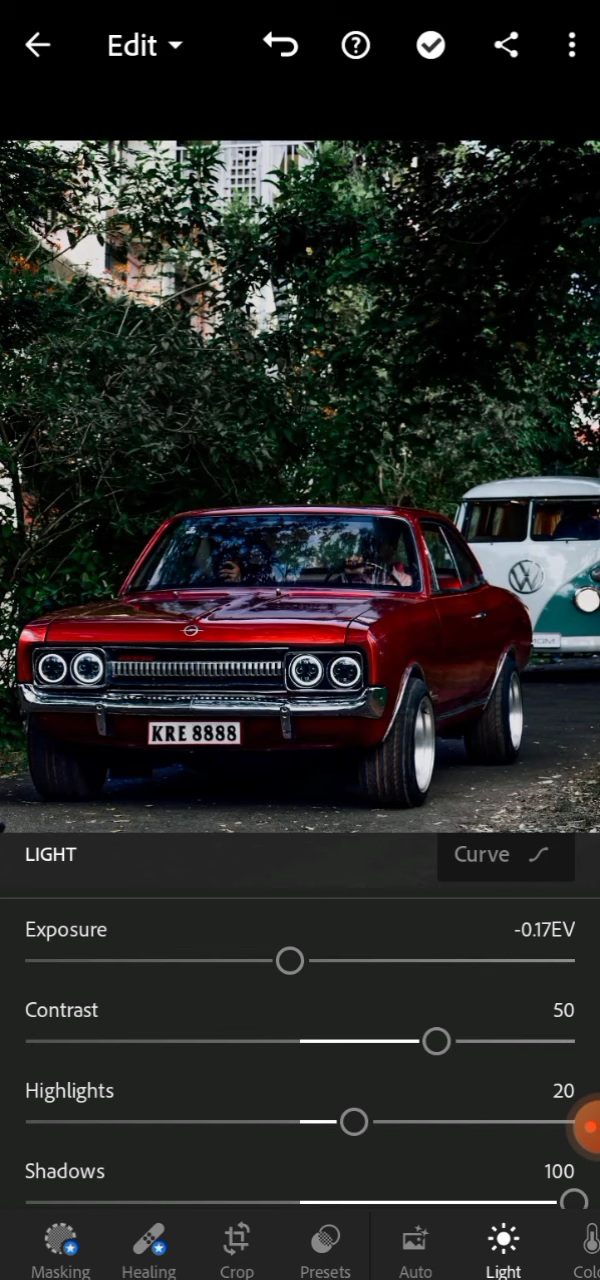 Edit
KRE 8888
LIGHT
Curve
Exposure
-0.17EV
Contrast
50
Highlights
20
Shadows
100
Masking
Healing
Crop
Presets
Auto
Light